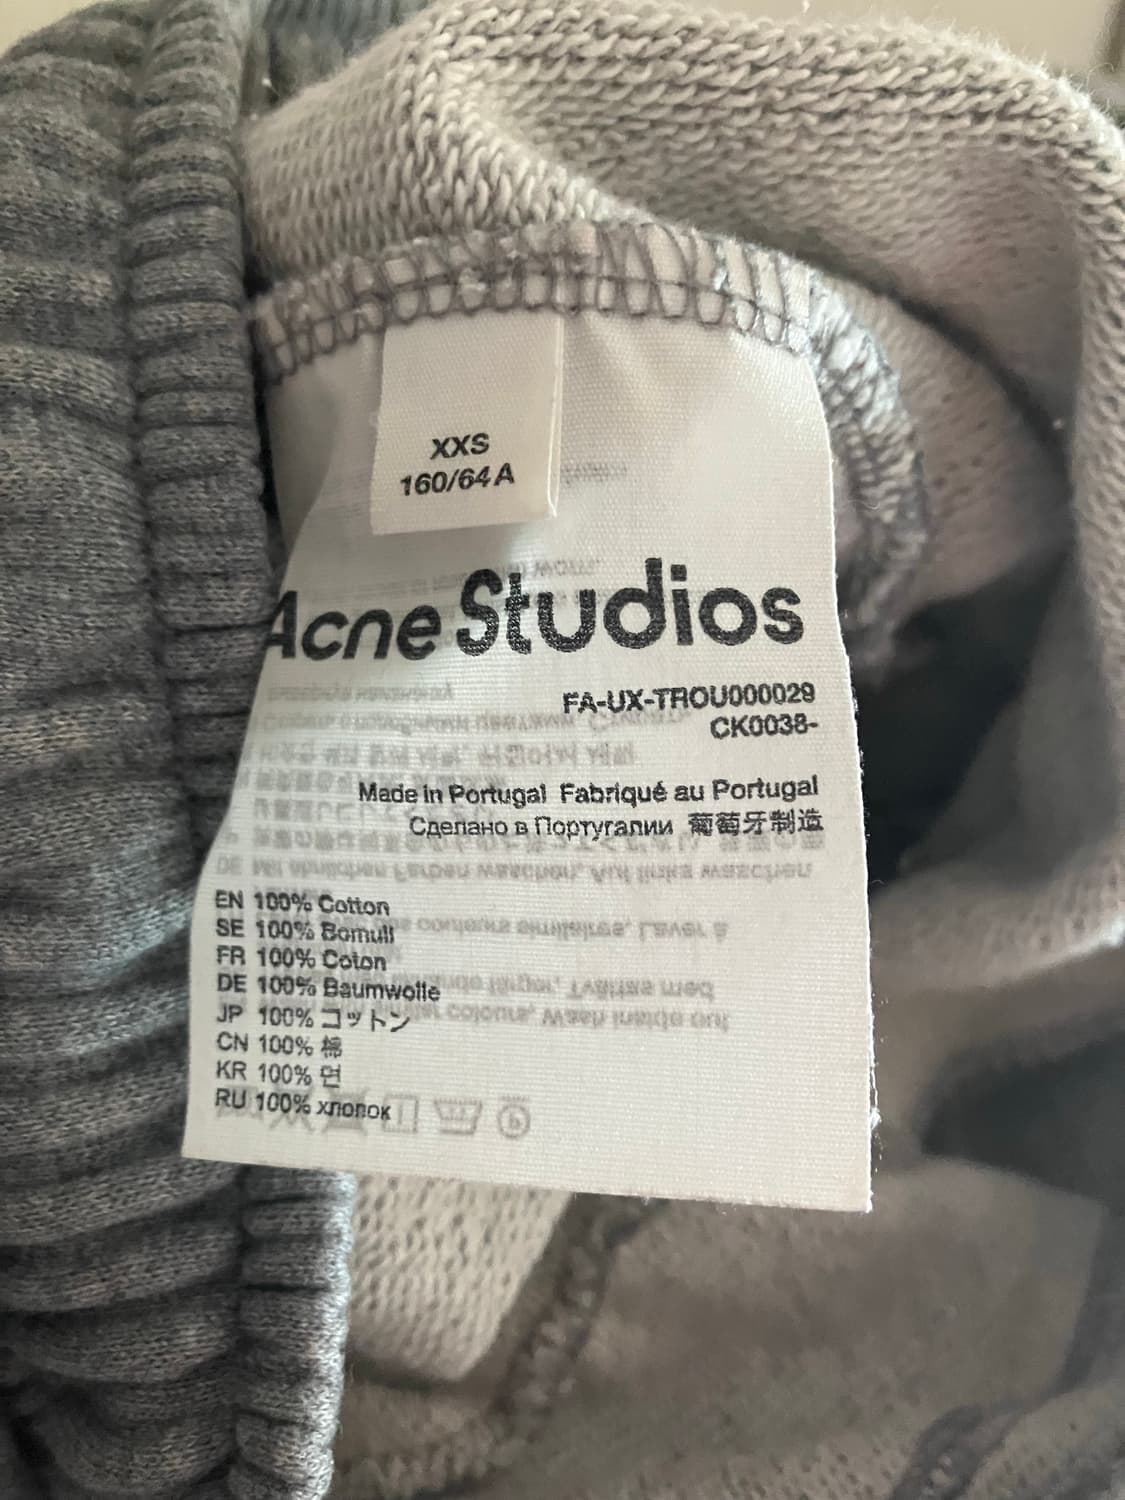 XXS
160/64A
Acne Studios
FA-UX-TROU000029
CK0038-
Made in Portugal Fabriqué au Portugal
Сделано в Португалии 葡萄牙制造
EN 100% Cotton
SE 100% Bomull
FR 100% Coton
DE 100% Baumwolle
JP 100% コットン
CN 100% 棉
KR 100% 면
RU 100% хлопок